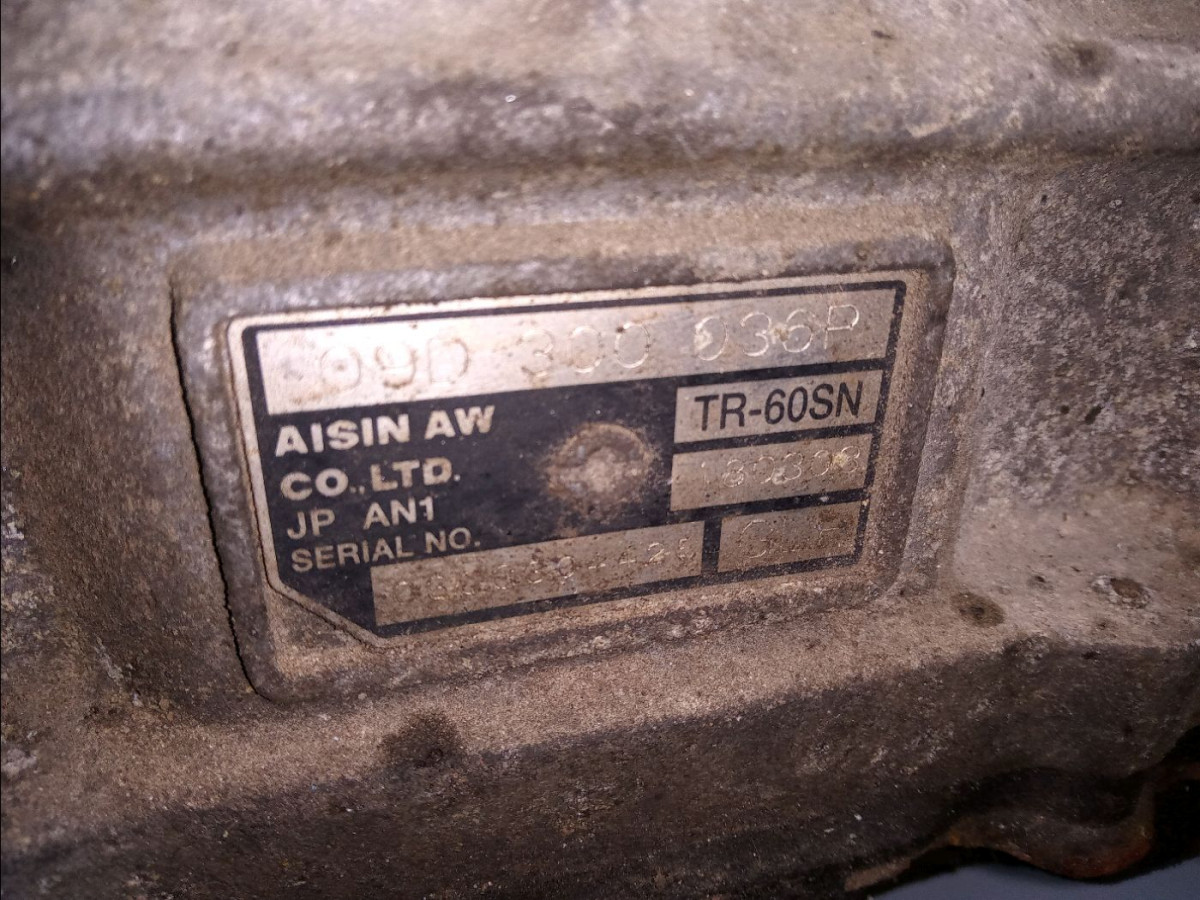 09D 300 036P
AISIN AW
TR-60SN
CO.,LTD.
JP AN1
SERIAL NO.